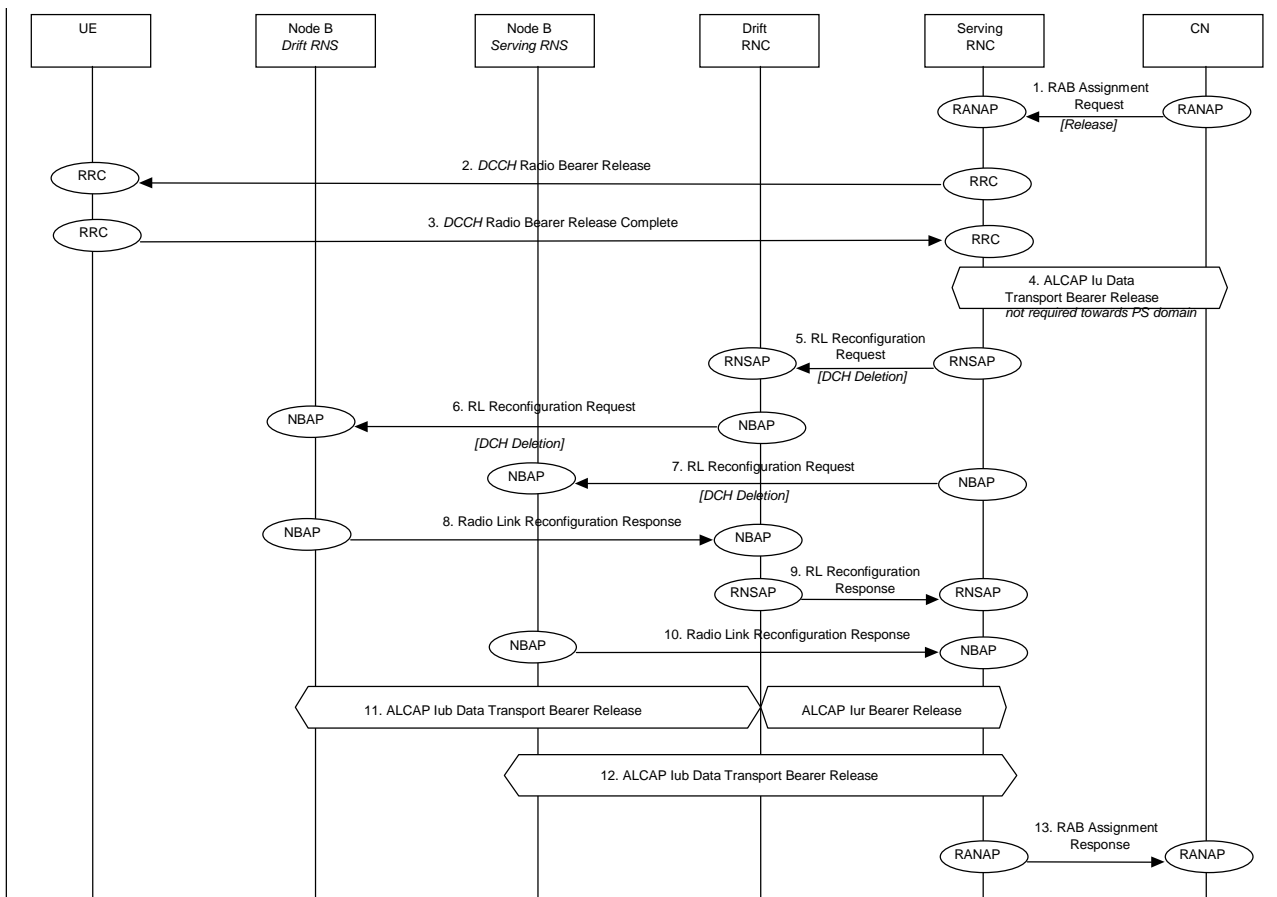 UE
Node B
Drift RNS
Node B
Serving RNS
Drift
RNC
Serving
RNC
CN
1. RAB Assignment
Request
[Release]
RANAP
RANAP
2. DCCH Radio Bearer Release
RRC
RRC
3. DCCH Radio Bearer Release Complete
RRC
RRC
4. ALCAP Iu Data
Transport Bearer Release
not required towards PS domain
5. RL Reconfiguration
Request
[DCH Deletion]
RNSAP
RNSAP
6. RL Reconfiguration Request
NBAP
NBAP
[DCH Deletion]
7. RL Reconfiguration Request
NBAP
NBAP
[DCH Deletion]
8. Radio Link Reconfiguration Response
NBAP
NBAP
9. RL Reconfiguration
Response
RNSAP
RNSAP
10. Radio Link Reconfiguration Response
NBAP
NBAP
11. ALCAP Iub Data Transport Bearer Release
ALCAP Iur Bearer Release
12. ALCAP Iub Data Transport Bearer Release
13. RAB Assignment
Response
RANAP
RANAP